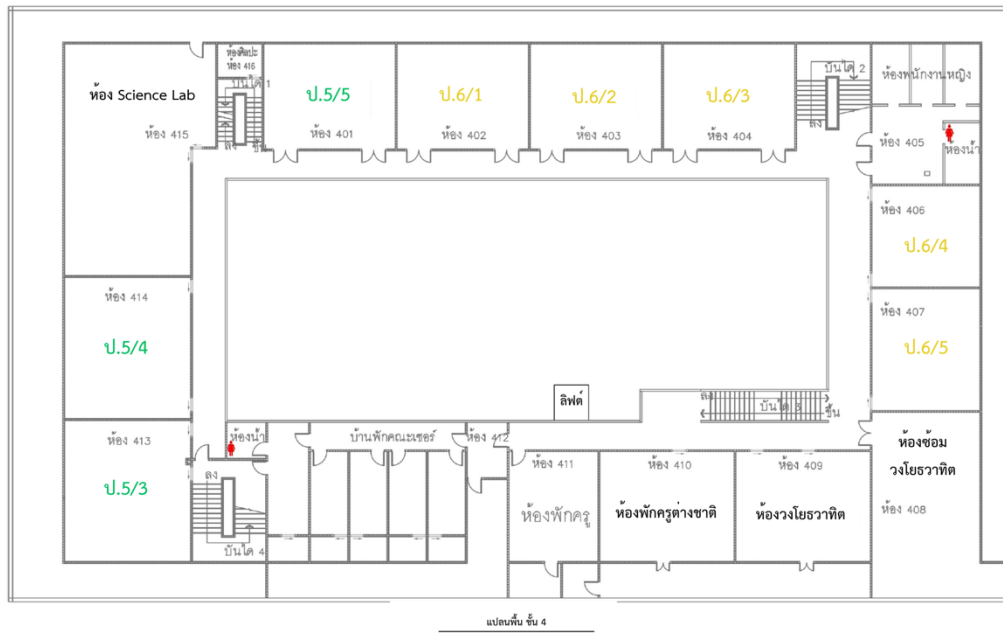 ห้องศิลปะ
ห้อง 416
บันได 1
ลง
ขึ้น
ห้อง Science Lab
ห้อง 415
ป.5/5
ห้อง 401
ป.6/1
ห้อง 402
ป.6/2
ห้อง 403
ป.6/3
ห้อง 404
บันได 2
ลง
ห้องพนักงานหญิง
ห้อง 405
ห้องน้ำ
ห้อง 406
ป.6/4
ห้อง 414
ป.5/4
ห้อง 407
ป.6/5
ลิฟต์
ลง
บันได 3
ขึ้น
ห้อง 413
ป.5/3
ห้องน้ำ
ลง
บันได 4
บ้านพักคณะเซอร์
ห้อง 412
ห้อง 411
ห้องพักครู
ห้อง 410
ห้องพักครูต่างชาติ
ห้อง 409
ห้องวงโยธวาทิต
ห้องซ้อม
วงโยธวาทิต
ห้อง 408
แปลนพื้น ชั้น 4